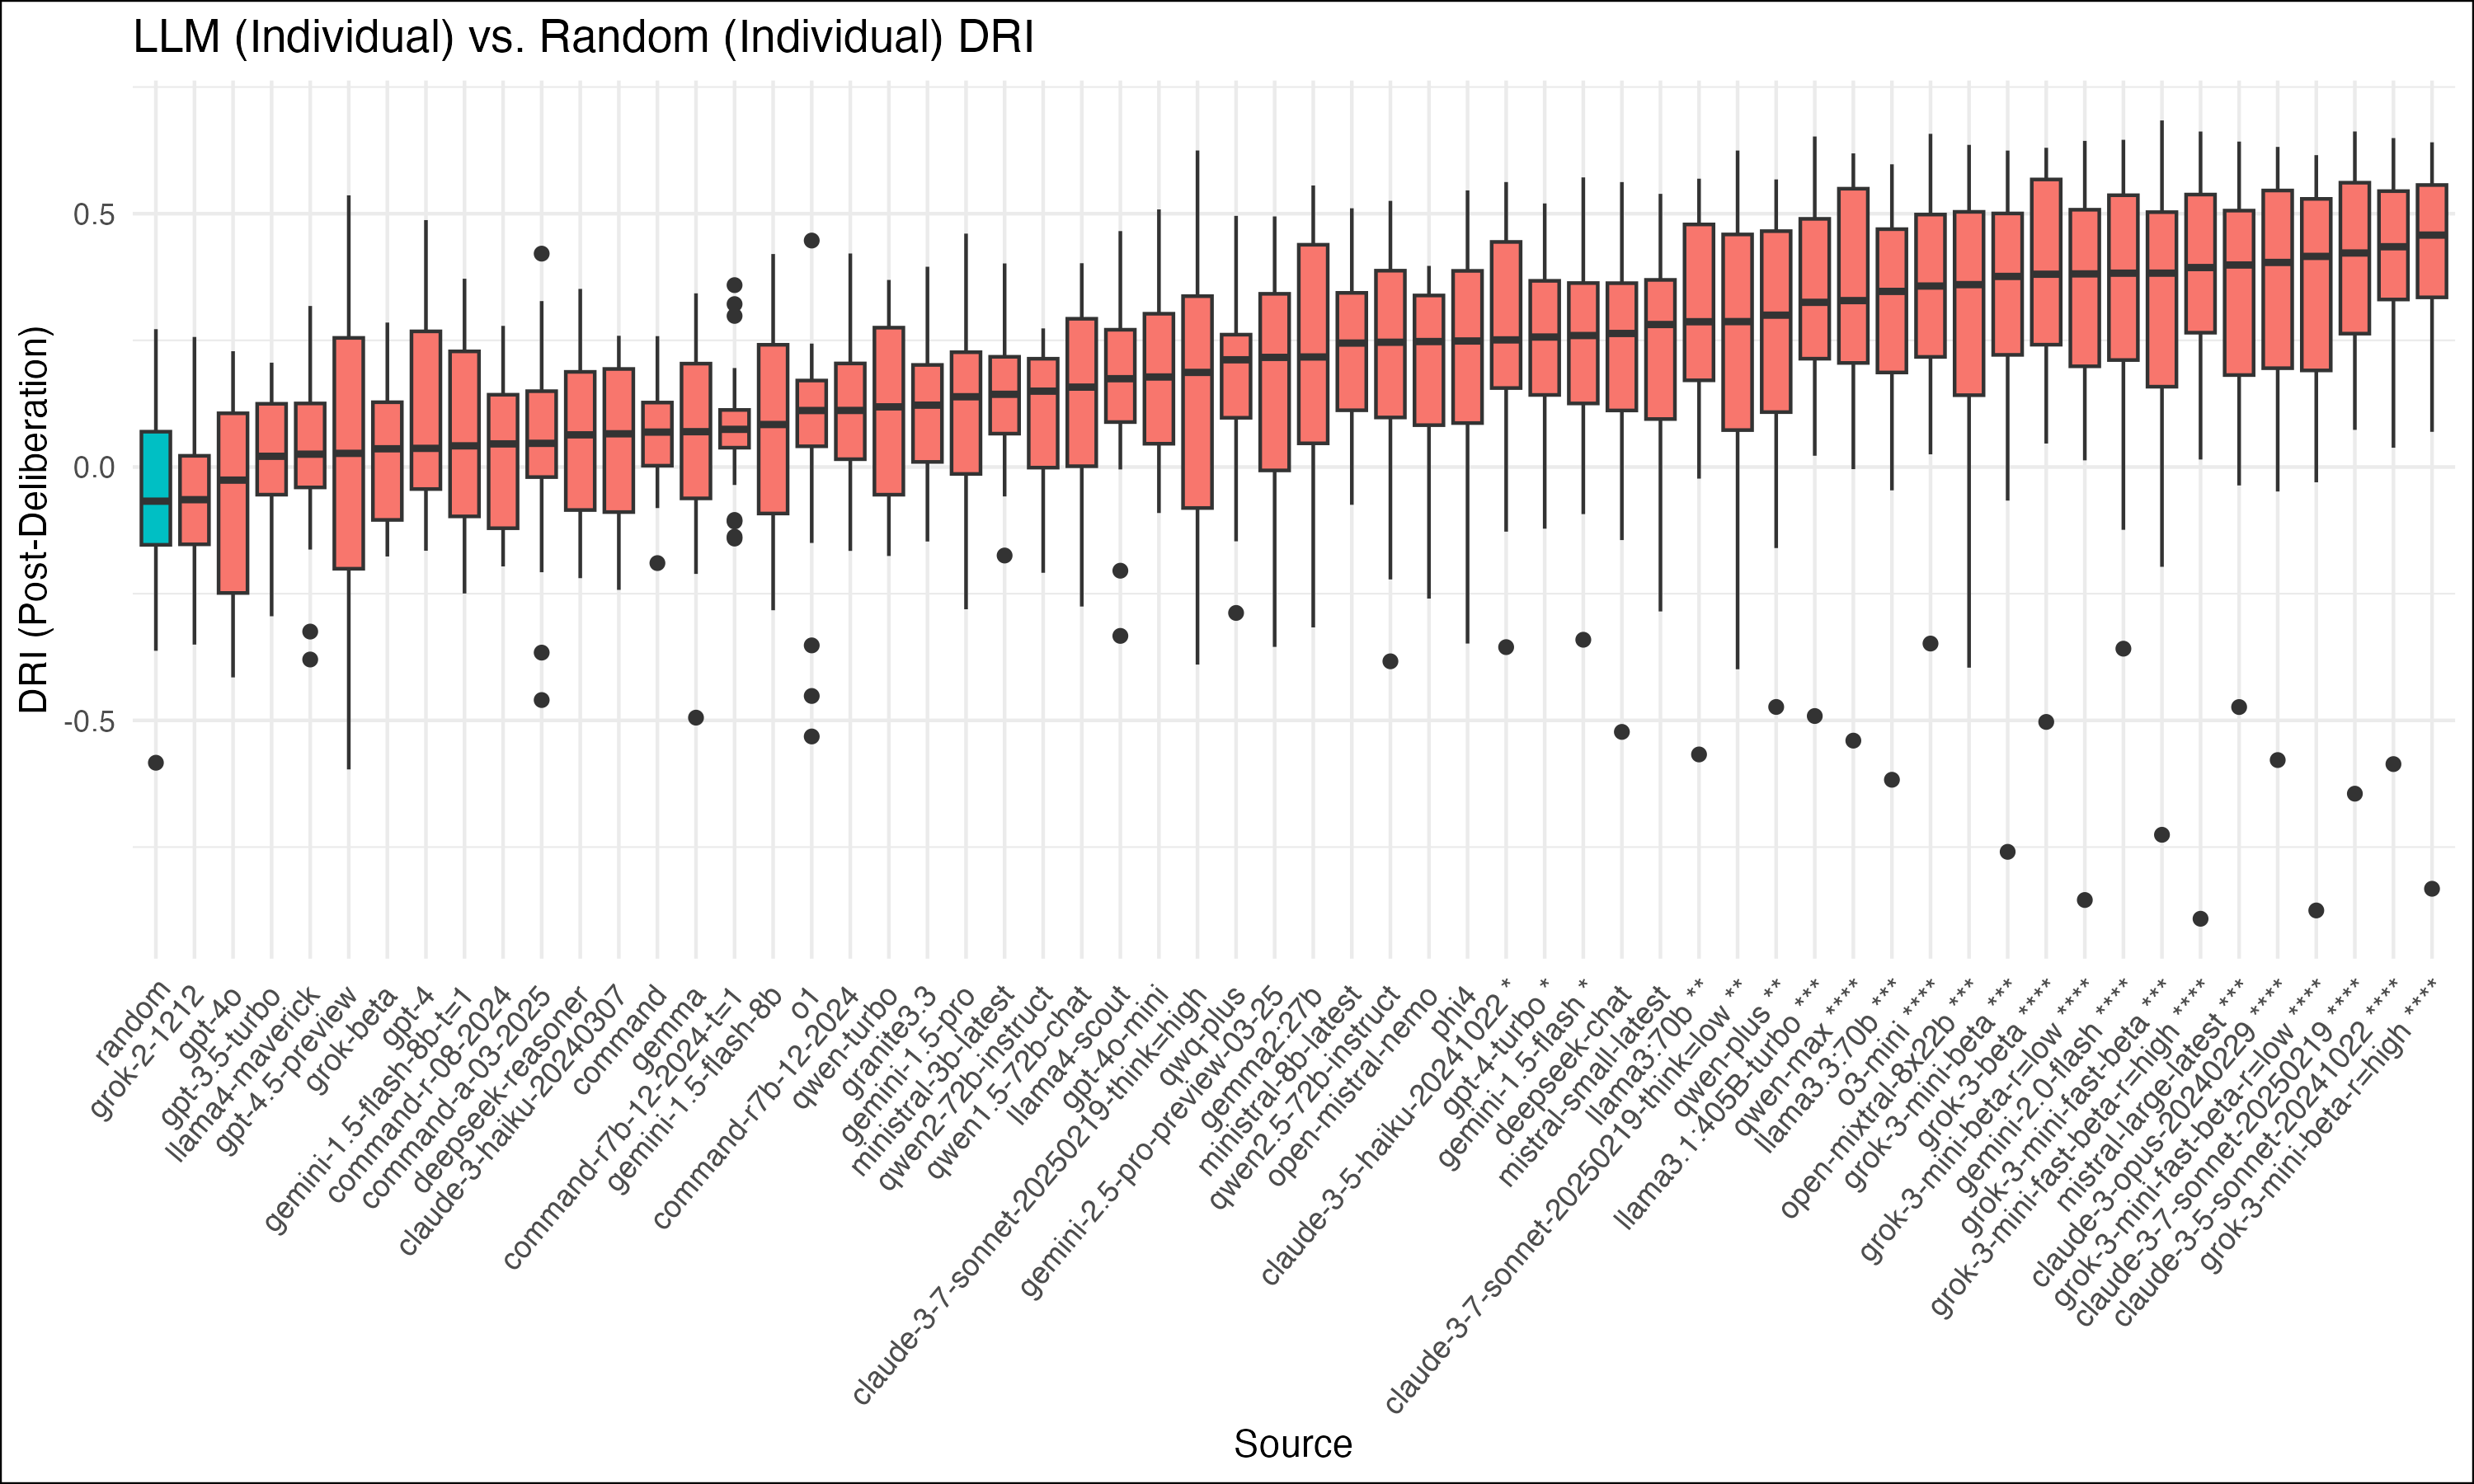 LLM (Individual) vs. Random (Individual) DRI
DRI (Post-Deliberation)
0.5
0.0
-0.5
random
grok-2-1212
gpt-4o
gpt-3.5-turbo
llama4-maverick
gpt-4.5-preview
grok-beta
gpt-4
gemini-1.5-flash-8b-t=1
command-r-08-2024
command-a-03-2025
deepseek-reasoner
claude-3-haiku-20240307
command
gemma
command-r7b-12-2024-t=1
gemini-1.5-flash-8b
o1
command-r7b-12-2024
qwen-turbo
granite3.3
gemini-1.5-pro
ministral-3b-latest
qwen2-72b-instruct
qwen1.5-72b-chat
llama4-scout
gpt-4o-mini
claude-3-7-sonnet-20250219-think=high
qwq-plus
gemini-2.5-pro-preview-03-25
gemma2:27b
ministral-8b-latest
qwen2.5-72b-instruct
open-mistral-nemo
phi4
claude-3-5-haiku-20241022 *
gpt-4-turbo *
gemini-1.5-flash *
deepseek-chat
mistral-small-latest
llama3:70b **
claude-3-7-sonnet-20250219-think=low **
qwen-plus **
llama3.1:405B-turbo ***
qwen-max ****
llama3.3:70b ***
o3-mini ****
open-mixtral-8x22b ***
grok-3-mini-beta ***
grok-3-beta ****
grok-3-mini-beta-r=low ****
gemini-2.0-flash ****
grok-3-mini-fast-beta ***
grok-3-mini-fast-beta-r=high ****
mistral-large-latest ***
claude-3-opus-20240229 ****
grok-3-mini-fast-beta-r=low ****
claude-3-7-sonnet-20250219 ****
claude-3-5-sonnet-20241022 ****
grok-3-mini-beta-r=high ****
Source